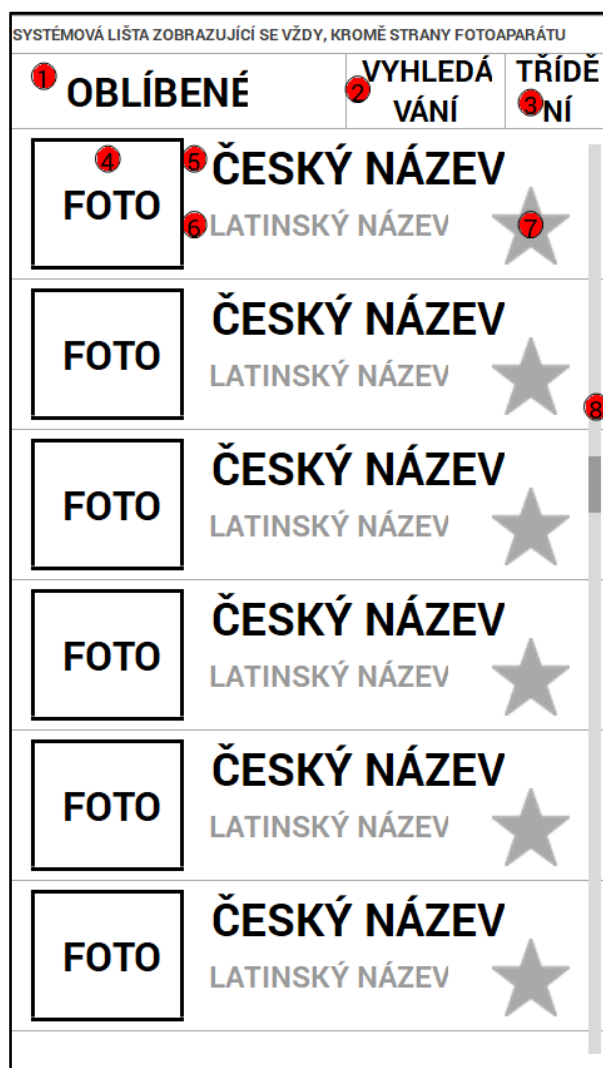 SYSTÉMOVÁ LIŠTA ZOBRAZUJÍCÍ SE VŽDY, KROMĚ STRANY FOTOAPARÁTU
1 OBLÍBENÉ
2 VYHLEDÁ
VÁNÍ
TŘÍDĚ
3 NÍ
4
FOTO
5 ČESKÝ NÁZEV
6 LATINSKÝ NÁZEV
7
FOTO
ČESKÝ NÁZEV
LATINSKÝ NÁZEV
8
FOTO
ČESKÝ NÁZEV
LATINSKÝ NÁZEV
FOTO
ČESKÝ NÁZEV
LATINSKÝ NÁZEV
FOTO
ČESKÝ NÁZEV
LATINSKÝ NÁZEV
FOTO
ČESKÝ NÁZEV
LATINSKÝ NÁZEV